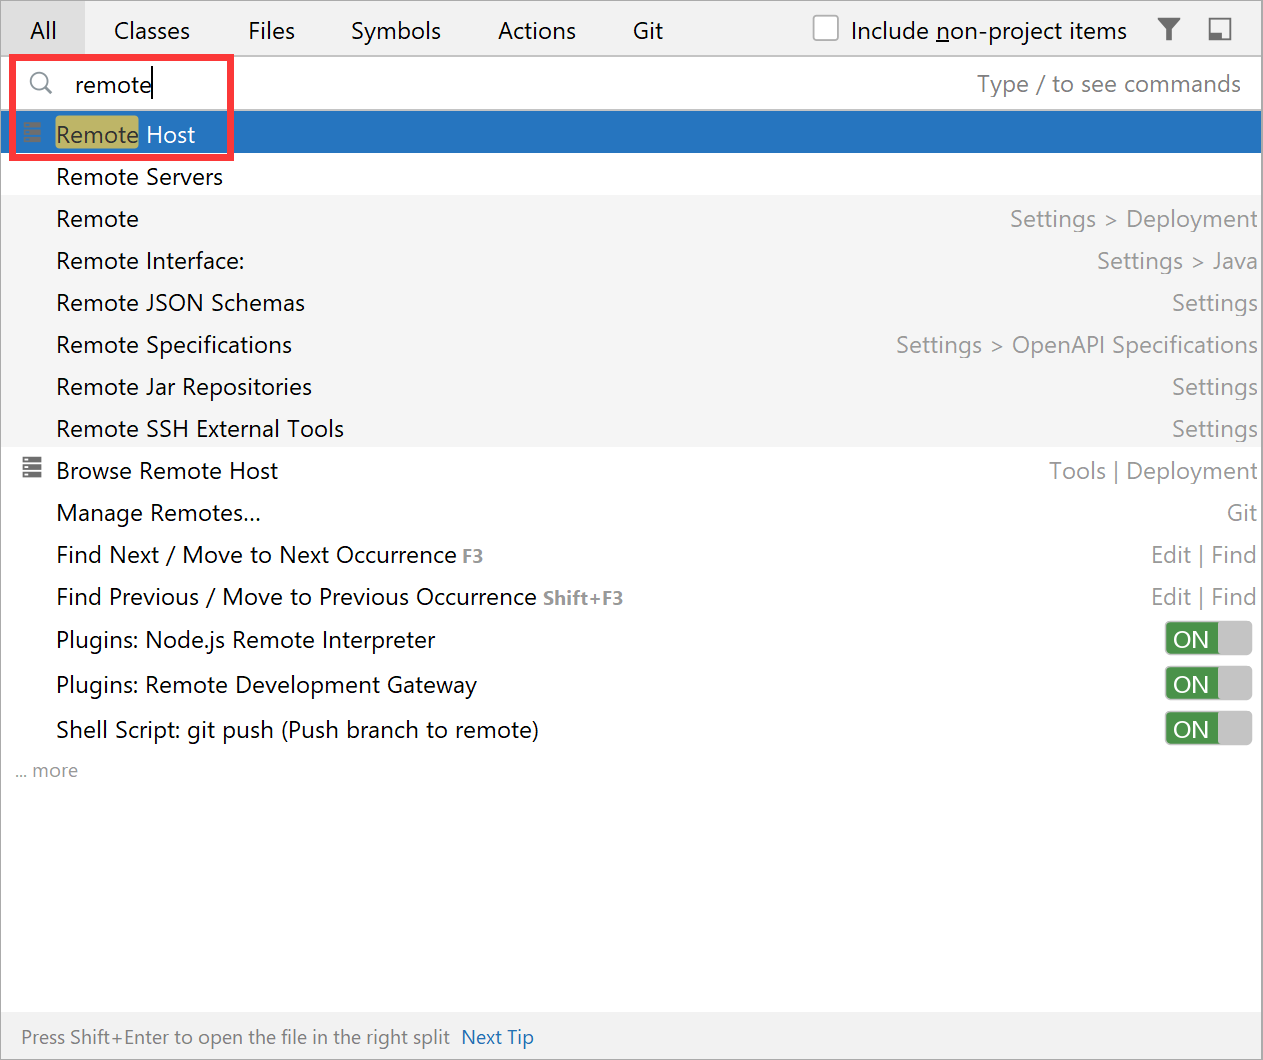 All Classes Files Symbols Actions Git Include non-project items
remote Type / to see commands
Remote Host
Remote Servers
Remote Settings > Deployment
Remote Interface: Settings > Java
Remote JSON Schemas Settings
Remote Specifications Settings > OpenAPI Specifications
Remote Jar Repositories Settings
Remote SSH External Tools Settings
Browse Remote Host Tools | Deployment
Manage Remotes... Git
Find Next / Move to Next Occurrence F3 Edit | Find
Find Previous / Move to Previous Occurrence Shift+F3 Edit | Find
Plugins: Node.js Remote Interpreter ON
Plugins: Remote Development Gateway ON
Shell Script: git push (Push branch to remote) ON
... more
Press Shift+Enter to open the file in the right split Next Tip